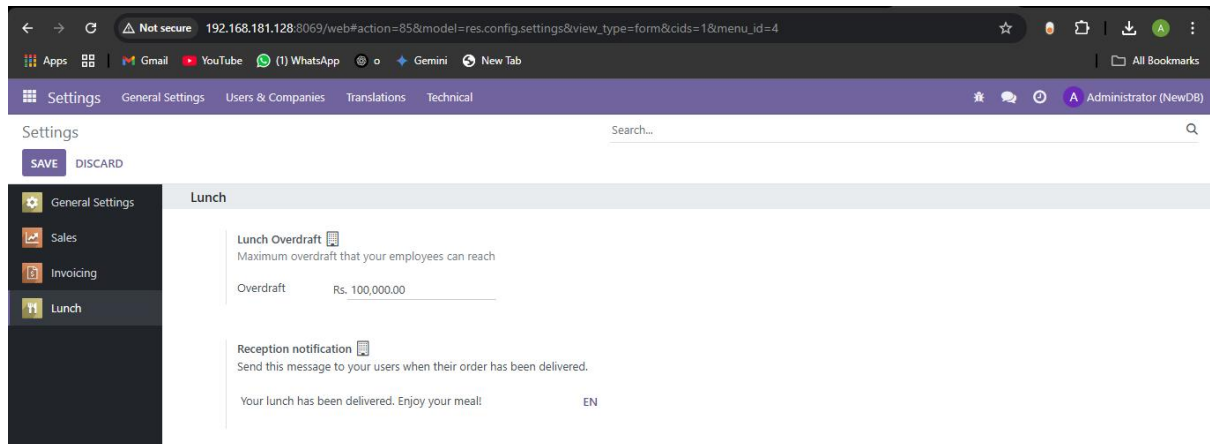 Not secure 192.168.181.128:8069/web#action=85&model=res.config.settings&view_type=form&cids=1&menu_id=4 A
Apps Gmail YouTube (1) WhatsApp o Gemini New Tab All Bookmarks
Settings General Settings Users & Companies Translations Technical A Administrator (NewDB)
Settings Search...
SAVE DISCARD
General Settings
Sales
Invoicing
Lunch
Lunch
Lunch Overdraft
Maximum overdraft that your employees can reach
Overdraft Rs. 100,000.00
Reception notification
Send this message to your users when their order has been delivered.
Your lunch has been delivered. Enjoy your meal! EN